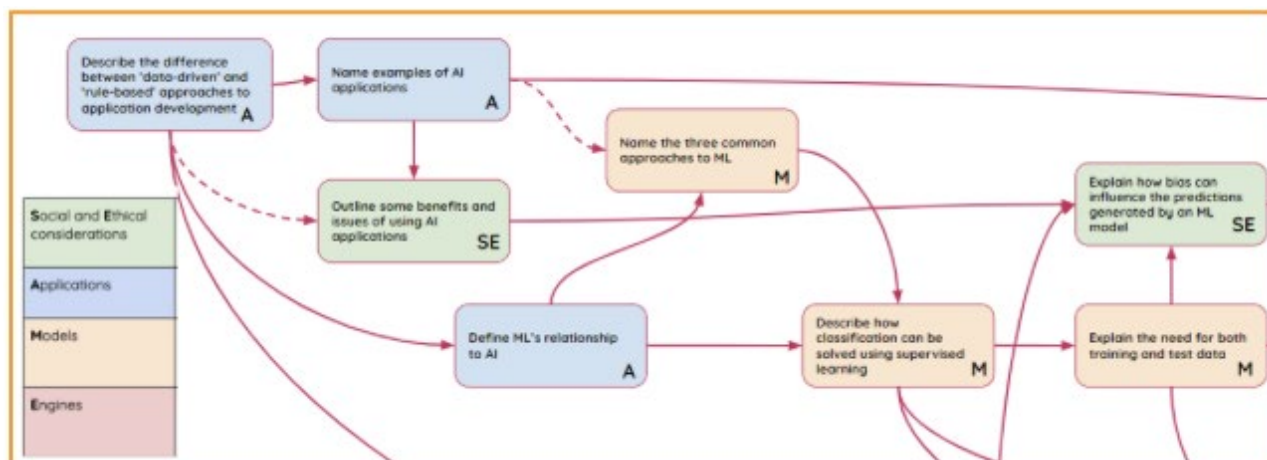 Describe the difference
between 'data-driven' and
'rule-based' approaches to
application development
A
Name examples of AI
applications
A
Name the three common
approaches to ML
M
Outline some benefits and
issues of using AI
applications
SE
Explain how bias can
influence the predictions
generated by an ML
model
SE
Social and Ethical
considerations
Applications
Models
Engines
Define ML's relationship
to AI
A
Describe how
classification can be
solved using supervised
learning
M
Explain the need for both
training and test data
M